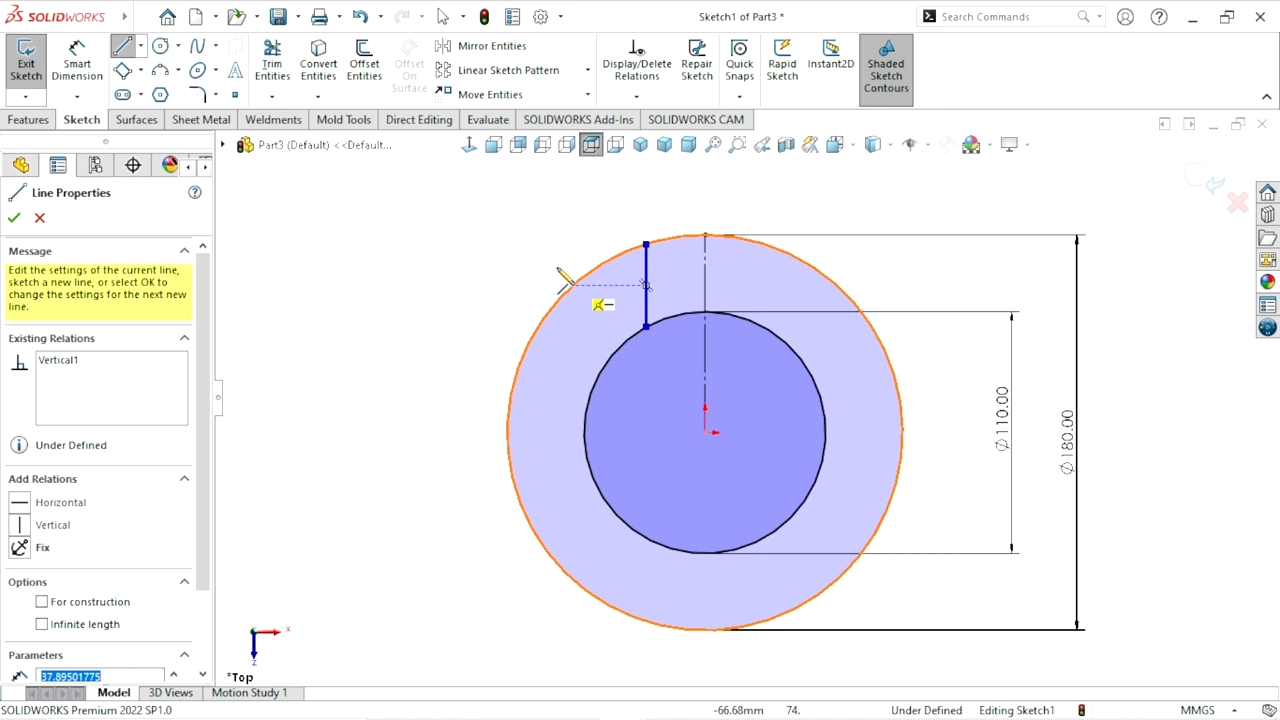 SOLIDWORKS
Sketch1 of Part3 *
Search Commands
Exit Sketch
Smart Dimension
Trim Entities
Convert Entities
Offset Entities
Offset On Surface
Mirror Entities
Linear Sketch Pattern
Move Entities
Display/Delete Relations
Repair Sketch
Quick Snaps
Rapid Sketch
Instant2D
Shaded Sketch Contours
Features
Sketch
Surfaces
Sheet Metal
Weldments
Mold Tools
Direct Editing
Evaluate
SOLIDWORKS Add-Ins
SOLIDWORKS CAM
Part3 (Default) <<Default...
Line Properties
Message
Edit the settings of the current line,
sketch a new line, or select OK to
change the settings for the next new
line.
Existing Relations
Vertical1
Under Defined
Add Relations
Horizontal
Vertical
Fix
Options
For construction
Infinite length
Parameters
37.89501775
∅110.00
∅180.00
x
z
*Top
Model
3D Views
Motion Study 1
SOLIDWORKS Premium 2022 SP1.0
-66.68mm
74.
Under Defined
Editing Sketch1
MMGS